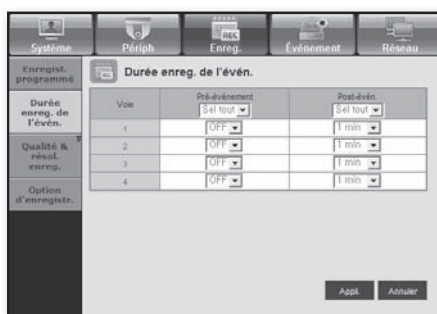 Système Périph Enreg. Événement Réseau
REC
Enregist.
programmé
Durée
enreg. de
l'évén.
Qualité &
résol.
enreg.
Option
d'enregistr.
Durée enreg. de l'évén.
Voie Pré-événement Post-évén.
Sél tout Sél tout
1 OFF 1 min
2 OFF 1 min
3 OFF 1 min
4 OFF 1 min
Appl. Annuler